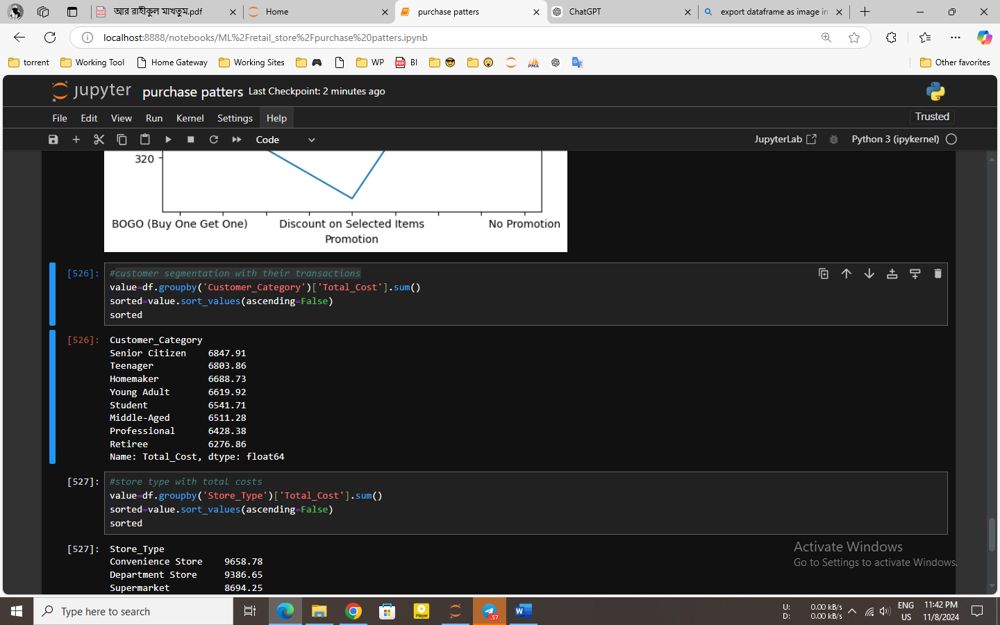 আর রাহীকুল মাখতুম.pdf
Home
purchase patters
ChatGPT
export dataframe as image in
localhost:8888/notebooks/ML%2Fretail_store%2Fpurchase%20patters.ipynb
torrent
Working Tool
Home Gateway
Working Sites
WP
BI
Other favorites
jupyter purchase patters Last Checkpoint: 2 minutes ago
File Edit View Run Kernel Settings Help
Trusted
Code
JupyterLab
Python 3 (ipykernel)
320
BOGO (Buy One Get One) Discount on Selected Items No Promotion
Promotion
[526]: #customer segmentation with their transactions
value=df.groupby('Customer_Category')['Total_Cost'].sum()
sorted=value.sort_values(ascending=False)
sorted
[526]: Customer_Category
Senior Citizen 6847.91
Teenager 6803.86
Homemaker 6688.73
Young Adult 6619.92
Student 6541.71
Middle-Aged 6511.28
Professional 6428.38
Retiree 6276.86
Name: Total_Cost, dtype: float64
[527]: #store type with total costs
value=df.groupby('Store_Type')['Total_Cost'].sum()
sorted=value.sort_values(ascending=False)
sorted
[527]: Store_Type
Convenience Store 9658.78
Department Store 9386.65
Supermarket 8694.25
Activate Windows
Go to Settings to activate Windows.
Type here to search
Player
..57
U: 0.00 kB/s
D: 0.00 kB/s
ENG
US
11:42 PM
11/8/2024